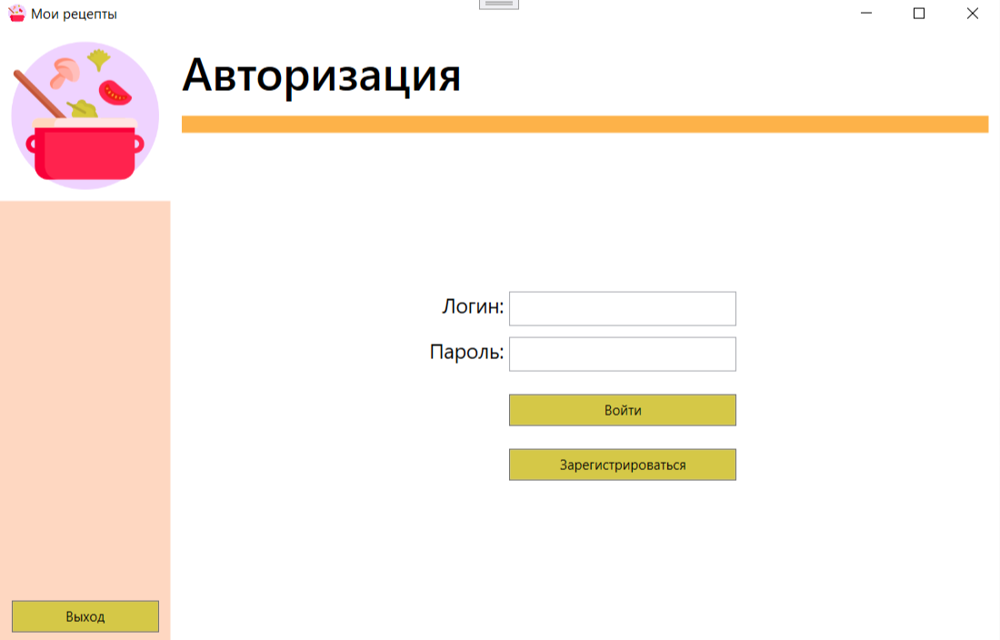 Мои рецепты
Авторизация
Логин:
Пароль:
Войти
Зарегистрироваться
Выход